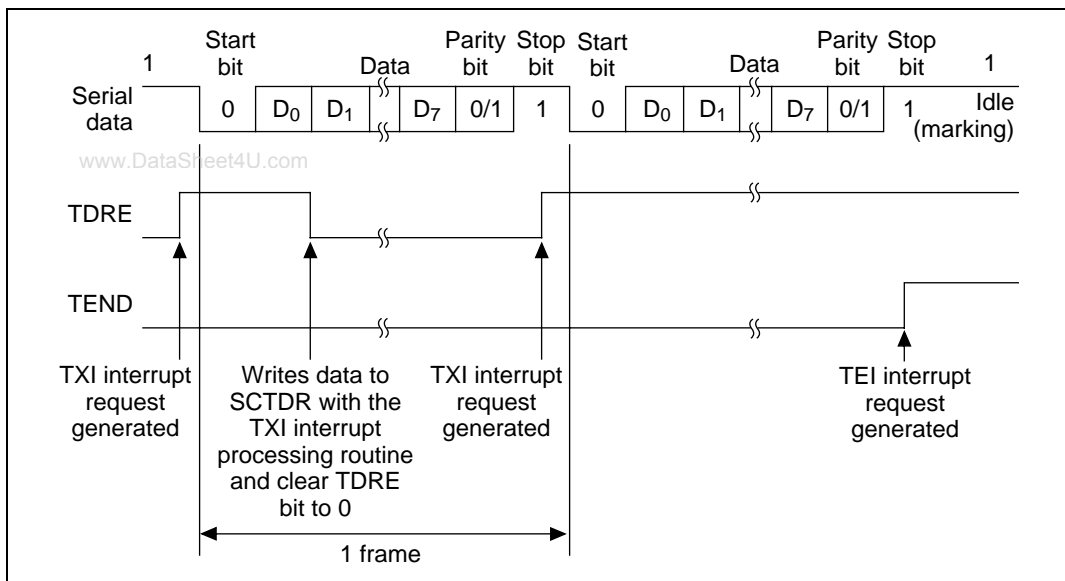 Start Parity Stop Start Parity Stop
1 bit Data bit bit bit Data bit bit 1
Serial data 0 D0 D1 D7 0/1 1 0 D0 D1 D7 0/1 1 Idle (marking)
www.DataSheet4U.com
TDRE
TEND
TXI interrupt
request
generated
Writes data to
SCTDR with the
TXI interrupt
processing routine
and clear TDRE
bit to 0
TXI interrupt
request
generated
TEI interrupt
request
generated
1 frame